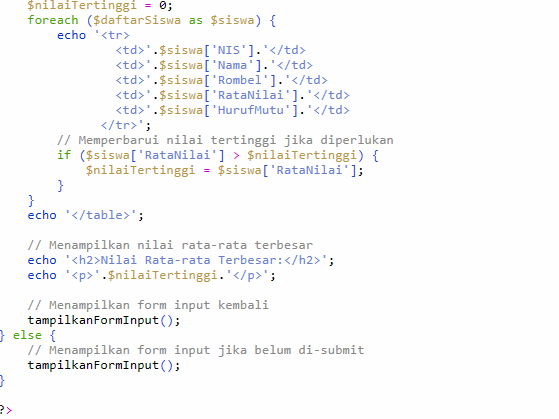 $nilaiTertinggi = 0;
foreach ($daftarSiswa as $siswa) {
echo '<tr>
<td>'.$siswa['NIS'].'</td>
<td>'.$siswa['Nama'].'</td>
<td>'.$siswa['Rombel'].'</td>
<td>'.$siswa['RataNilai'].'</td>
<td>'.$siswa['HurufMutu'].'</td>
</tr>';
// Memperbarui nilai tertinggi jika diperlukan
if ($siswa['RataNilai'] > $nilaiTertinggi) {
$nilaiTertinggi = $siswa['RataNilai'];
}
}
echo '</table>';
// Menampilkan nilai rata-rata terbesar
echo '<h2>Nilai Rata-rata Terbesar:</h2>';
echo '<p>'.$nilaiTertinggi.'</p>';
// Menampilkan form input kembali
tampilkanFormInput();
} else {
// Menampilkan form input jika belum di-submit
tampilkanFormInput();
}
?>